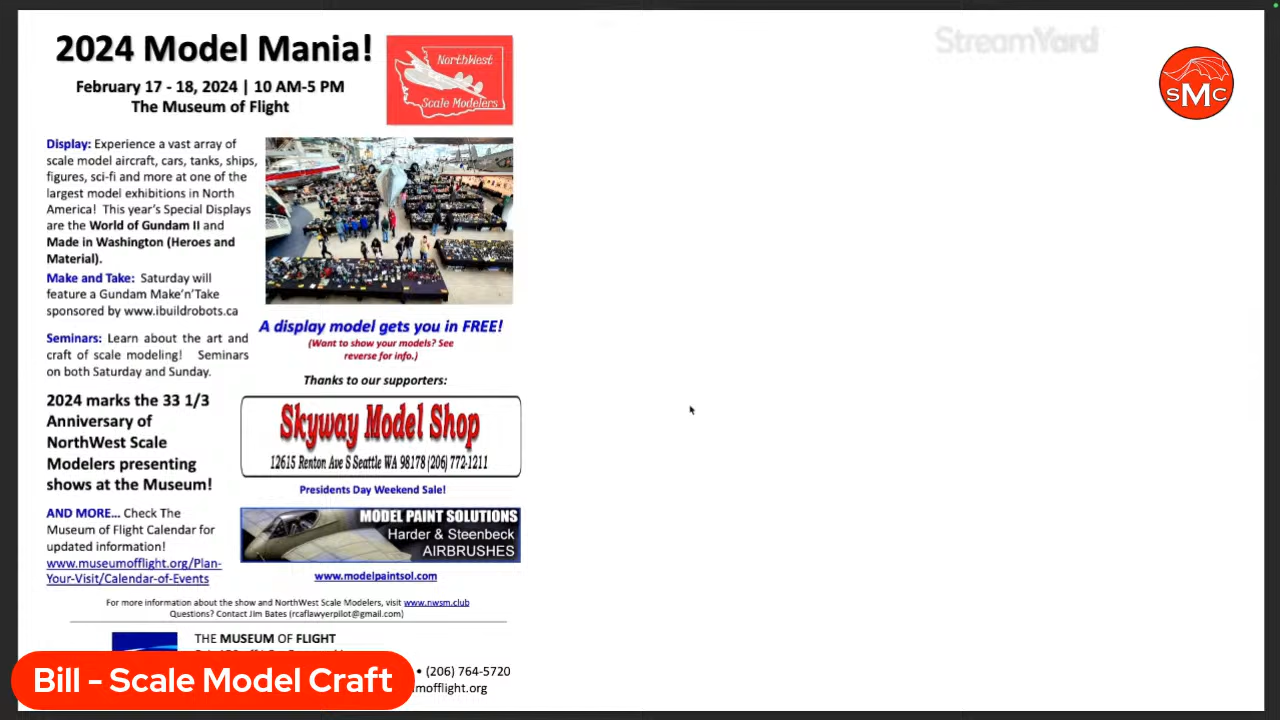 2024 Model Mania!
February 17 - 18, 2024 | 10 AM-5 PM
The Museum of Flight
NorthWest
Scale Modelers
StreamYard
SMC
Display: Experience a vast array of
scale model aircraft, cars, tanks, ships,
figures, sci-fi and more at one of the
largest model exhibitions in North
America! This year's Special Displays
are the World of Gundam II and
Made in Washington (Heroes and
Material).
Make and Take: Saturday will
feature a Gundam Make'n'Take
sponsored by www.ibuildrobots.ca
Seminars: Learn about the art and
craft of scale modeling! Seminars
on both Saturday and Sunday.
2024 marks the 33 1/3
Anniversary of
NorthWest Scale
Modelers presenting
shows at the Museum!
AND MORE... Check The
Museum of Flight Calendar for
updated information!
www.museumofflight.org/Plan-
Your-Visit/Calendar-of-Events
A display model gets you in FREE!
(Want to show your models? See
reverse for info.)
Thanks to our supporters:
Skyway Model Shop
12615 Renton Ave S Seattle WA 98178 (206) 772-1211
Presidents Day Weekend Sale!
MODEL PAINT SOLUTIONS
Harder & Steenbeck
AIRBRUSHES
www.modelpaintsol.com
For more information about the show and NorthWest Scale Modelers, visit www.nwsm.club
Questions? Contact Jim Bates (rcaflawyerpilot@gmail.com)
THE MUSEUM OF FLIGHT
• (206) 764-5720
mofflight.org
Bill - Scale Model Craft